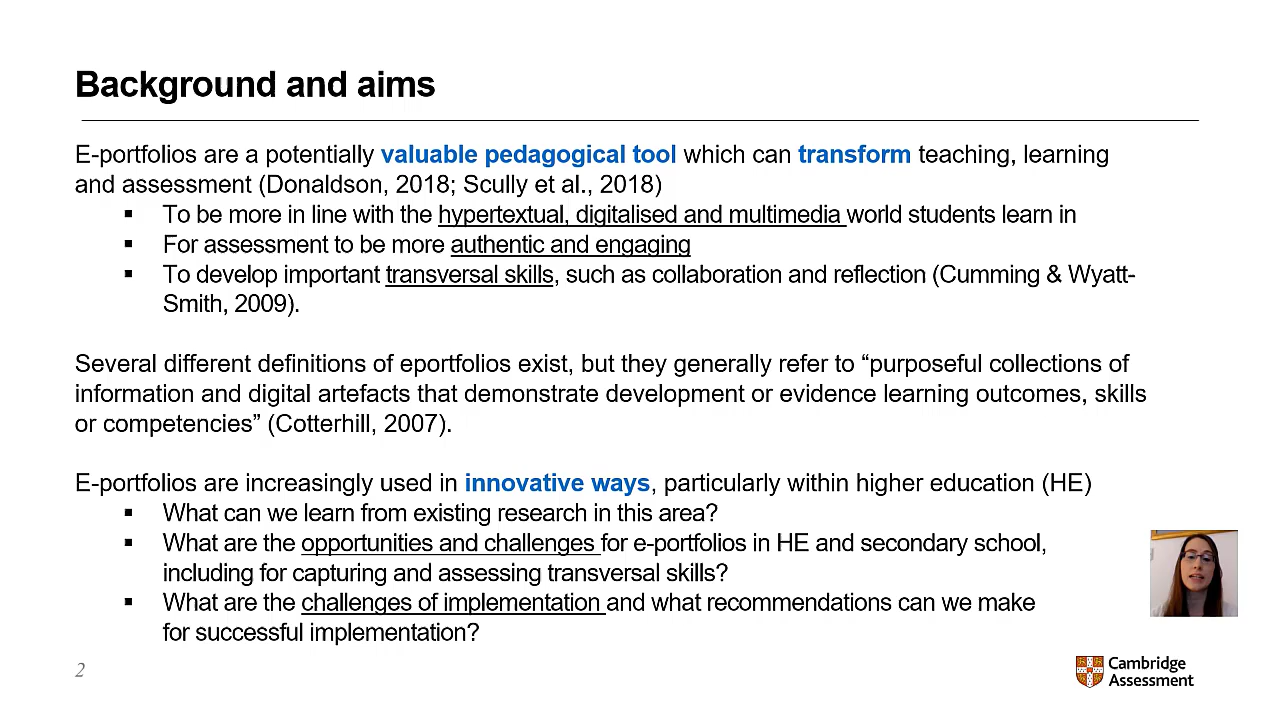 Background and aims
E-portfolios are a potentially valuable pedagogical tool which can transform teaching, learning
and assessment (Donaldson, 2018; Scully et al., 2018)
▪ To be more in line with the hypertextual, digitalised and multimedia world students learn in
▪ For assessment to be more authentic and engaging
▪ To develop important transversal skills, such as collaboration and reflection (Cumming & Wyatt-
Smith, 2009).
Several different definitions of eportfolios exist, but they generally refer to “purposeful collections of
information and digital artefacts that demonstrate development or evidence learning outcomes, skills
or competencies” (Cotterhill, 2007).
E-portfolios are increasingly used in innovative ways, particularly within higher education (HE)
▪ What can we learn from existing research in this area?
▪ What are the opportunities and challenges for e-portfolios in HE and secondary school,
including for capturing and assessing transversal skills?
▪ What are the challenges of implementation and what recommendations can we make
for successful implementation?
2
Cambridge
Assessment